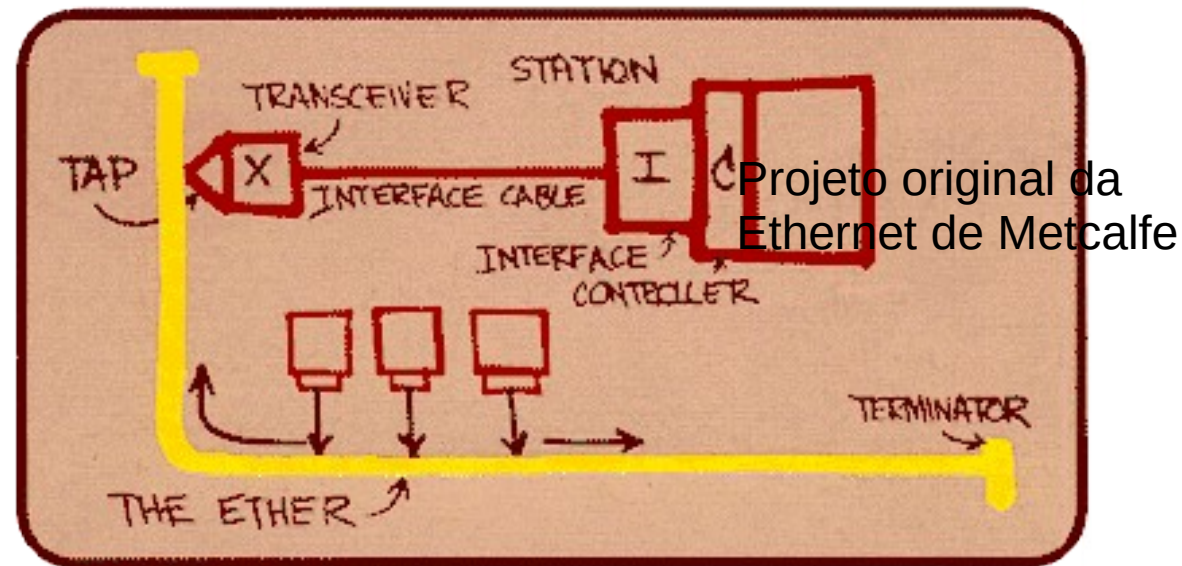 STATION
TRANSCEIVER
TAP
X
I
C
Projeto original da
Ethernet de Metcalfe
INTERFACE CABLE
INTERFACE
CONTROLLER
TERMINATOR
THE ETHER